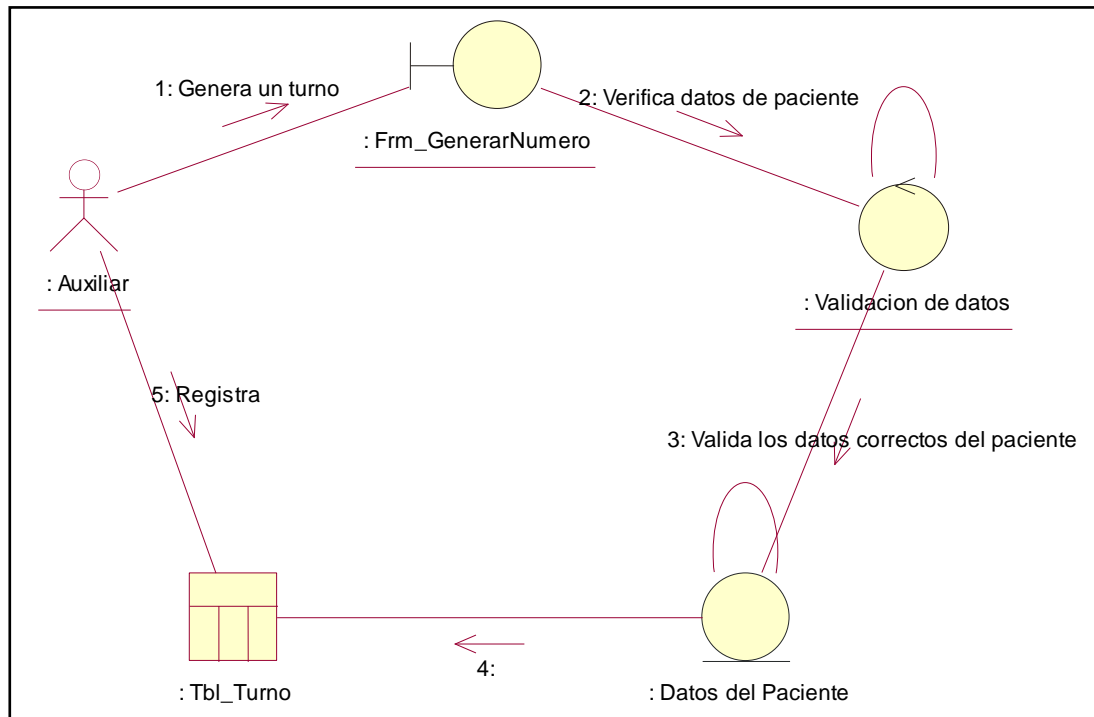 1: Genera un turno
2: Verifica datos de paciente
: Frm_GenerarNumero
: Auxiliar
: Validacion de datos
5: Registra
3: Valida los datos correctos del paciente
4:
: Tbl_Turno
: Datos del Paciente